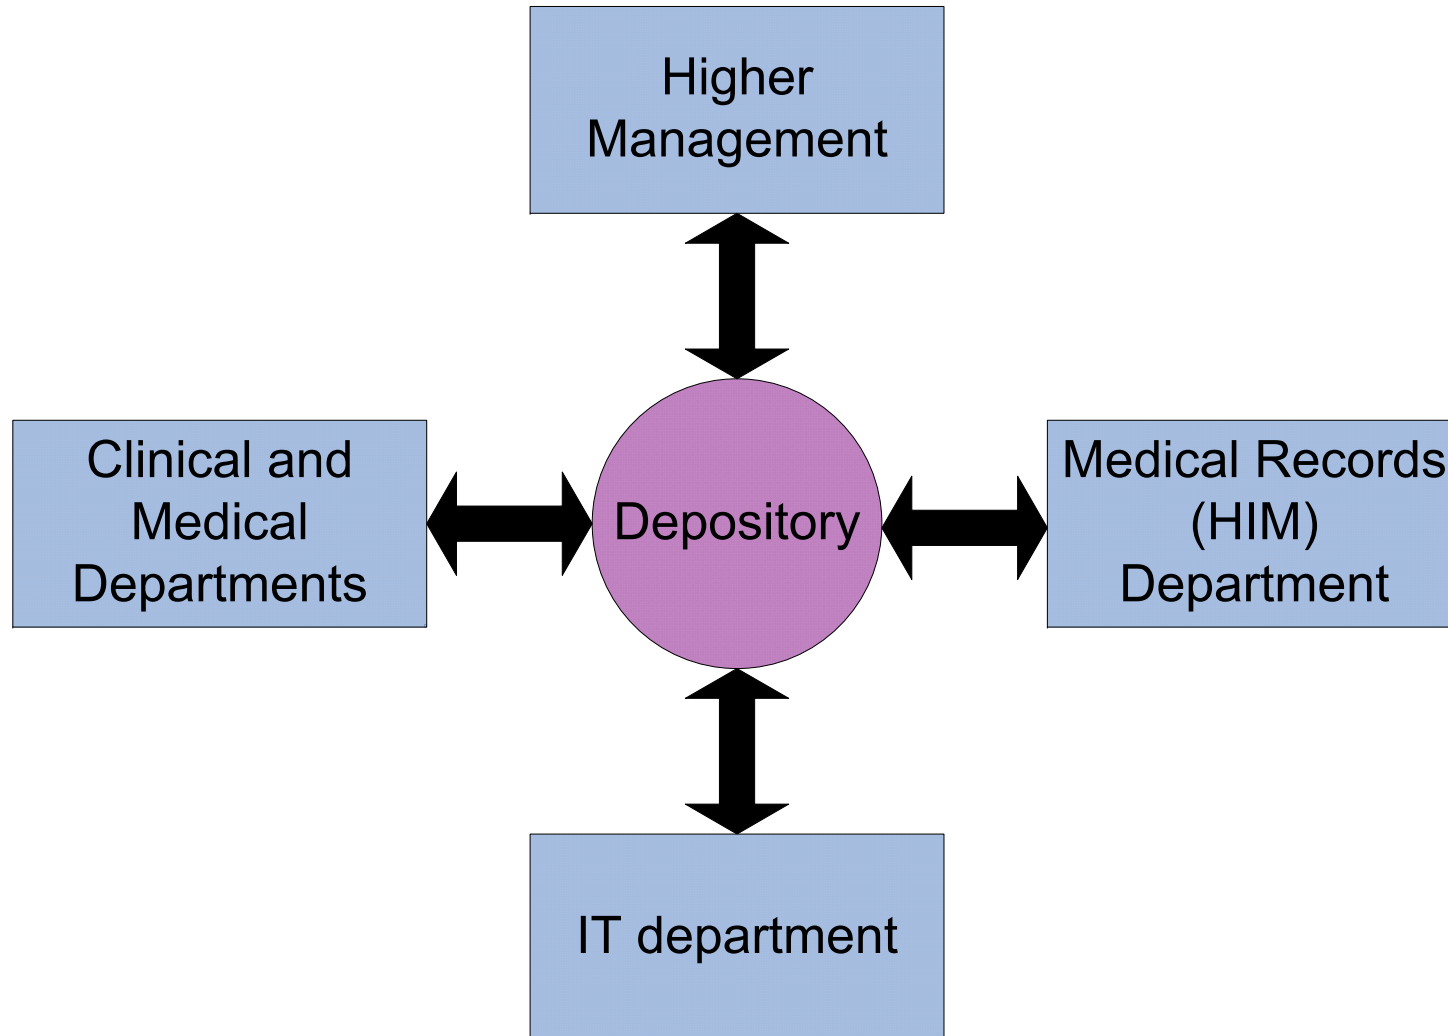 Higher
Management
Clinical and
Medical
Departments
Depository
Medical Records
(HIM)
Department
IT department